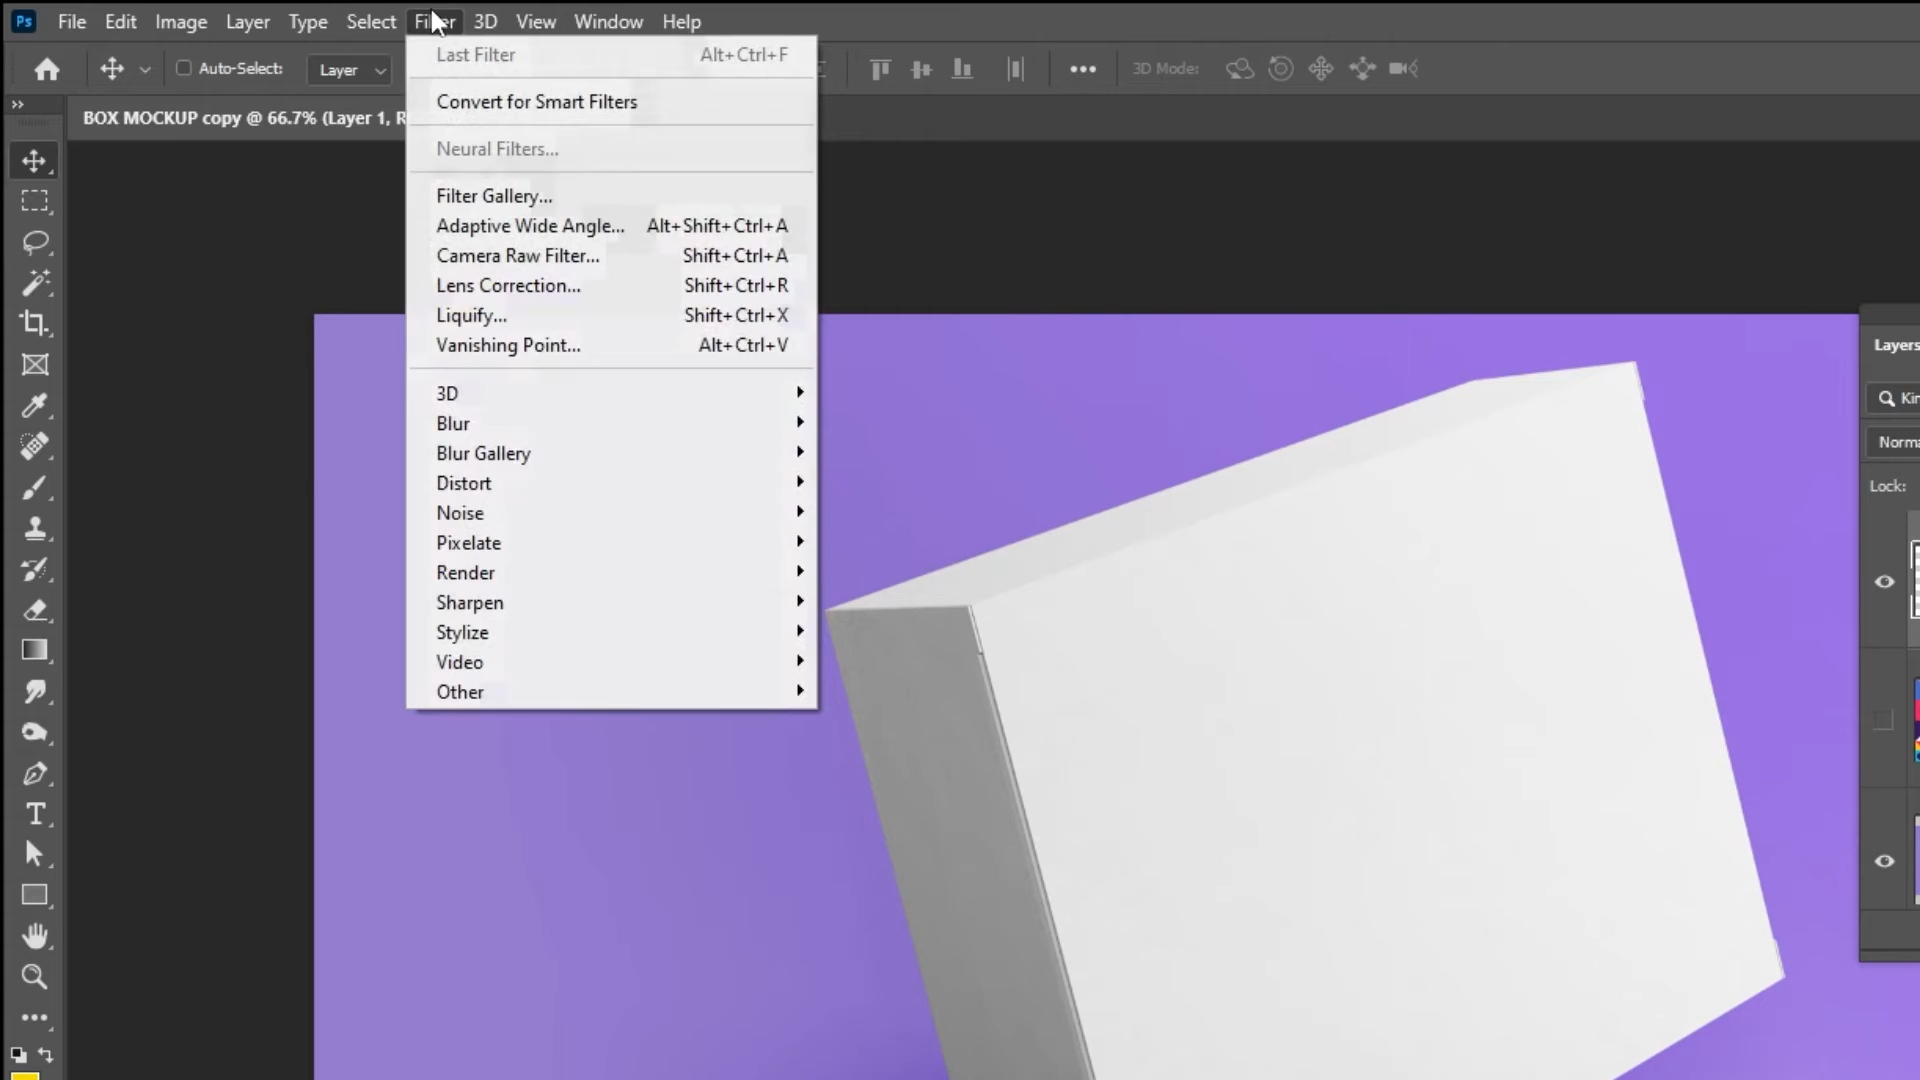 Ps File Edit Image Layer Type Select Filter 3D View Window Help
Auto-Select: Layer 3D Mode:
BOX MOCKUP copy @ 66.7% (Layer 1, R
Last Filter Alt+Ctrl+F
Convert for Smart Filters
Neural Filters...
Filter Gallery...
Adaptive Wide Angle... Alt+Shift+Ctrl+A
Camera Raw Filter... Shift+Ctrl+A
Lens Correction... Shift+Ctrl+R
Liquify... Shift+Ctrl+X
Vanishing Point... Alt+Ctrl+V
3D
Blur
Blur Gallery
Distort
Noise
Pixelate
Render
Sharpen
Stylize
Video
Other
Layers
Kin
Norma
Lock: